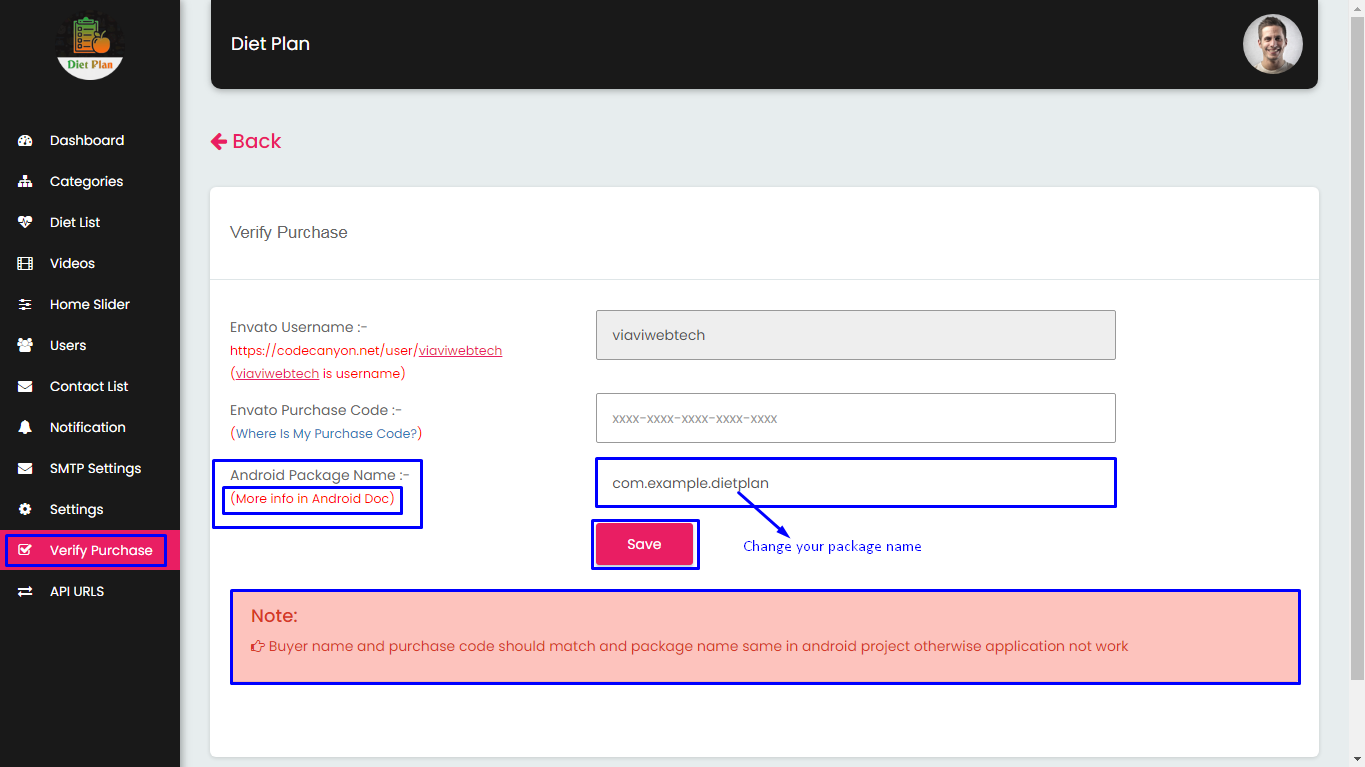 Diet Plan
Dashboard
Categories
Diet List
Videos
Home Slider
Users
Contact List
Notification
SMTP Settings
Settings
Verify Purchase
API URLS
Diet Plan
Back
Verify Purchase
Envato Username :-
https://codecanyon.net/user/viaviwebtech
(viaviwebtech is username)
viaviwebtech
Envato Purchase Code :-
(Where Is My Purchase Code?)
xxxx-xxxx-xxxx-xxxx-xxxx
Android Package Name :-
(More info in Android Doc)
com.example.dietplan
Save
Change your package name
Note:
Buyer name and purchase code should match and package name same in android project otherwise application not work